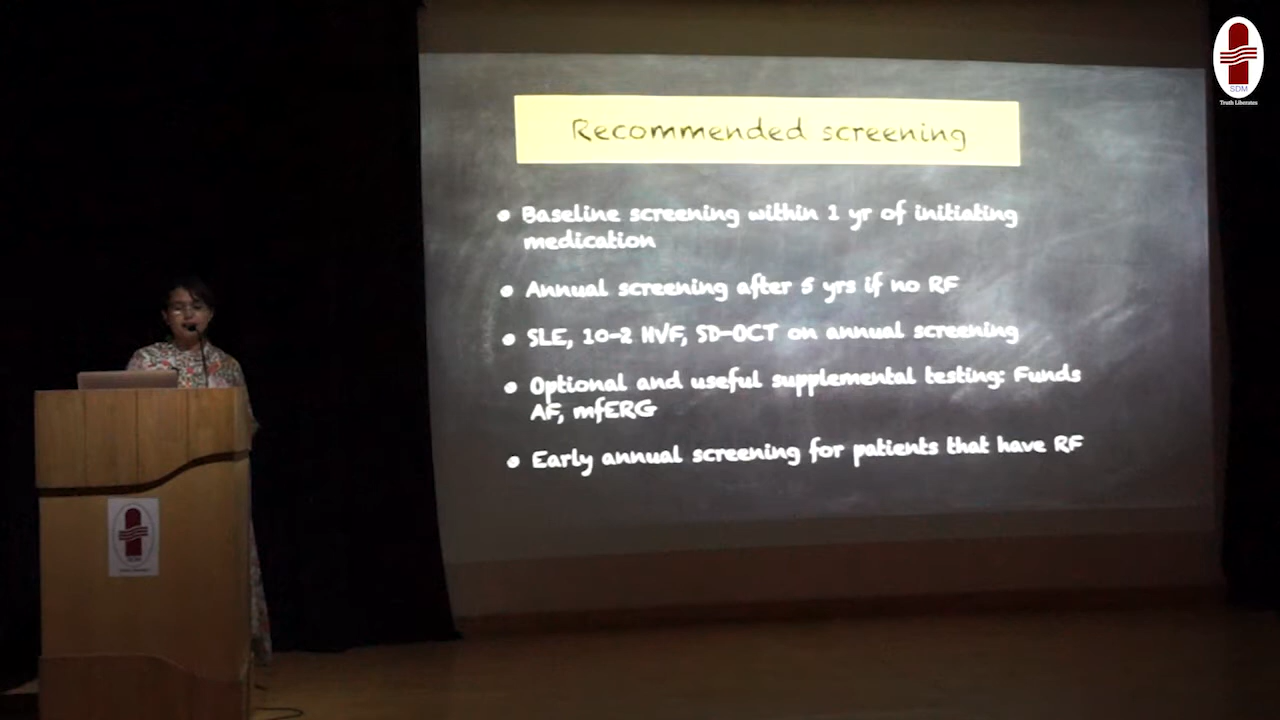 SDM
Truth Liberates
Recommended screening
• Baseline screening within 1 yr of initiating
medication
• Annual screening after 5 yrs if no RF
• SLE, 10-2 HVF, SD-OCT on annual screening
• Optional and useful supplemental testing: Funds
AF, mfERG
• Early annual screening for patients that have RF
SDM